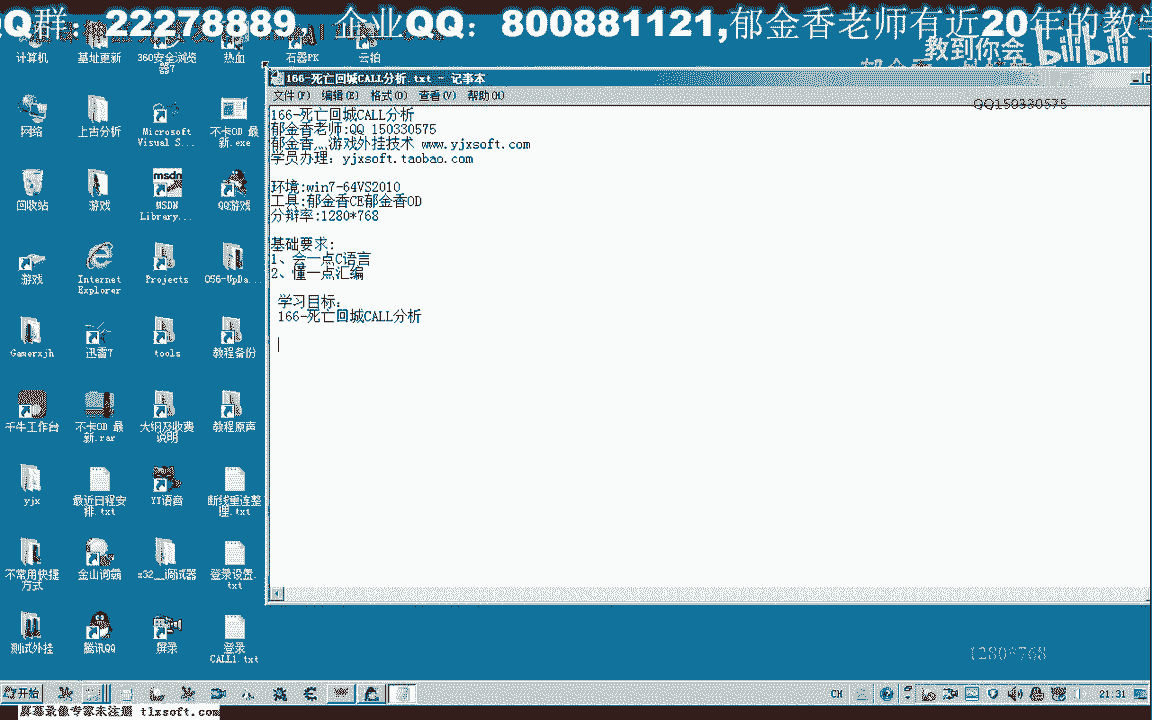 Q群：22278889， 企业QQ：800881121,郁金香老师有近20年的教学
教到你会
bilibili
QQ150330575
计算机
基址更新
360安全浏览器7
热血
石器PK
云拍
网络
上古分析
Microsoft Visual S...
不卡OD 最新.exe
回收站
游戏
MSDN Library...
QQ游戏
游戏
Internet Explorer
Projects
056-UpDa...
Gamerxjh
迅雷7
tools
教程备份
千牛工作台
不卡OD 最新.rar
大纲及收费说明
教程原声
yjx
最近日程安排.txt
YY语音
断线重连整理.txt
不常用快捷方式
金山词霸
x32__调试器
登录设置.txt
测试外挂
腾讯QQ
屏录
登录CALL1.txt
166-死亡回城CALL分析.txt - 记事本
文件(F) 编辑(E) 格式(O) 查看(V) 帮助(H)
166-死亡回城CALL分析
郁金香老师:QQ 150330575
郁金香灬游戏外挂技术 www.yjxsoft.com
学员办理：yjxsoft.taobao.com
环境:win7-64VS2010
工具:郁金香CE郁金香OD
分辩率:1280*768
基础要求:
1、会一点C语言
2、懂一点汇编
学习目标:
166-死亡回城CALL分析
1280*768
开始
CH
21:31
屏幕录像专家未注册 tlxsoft.com